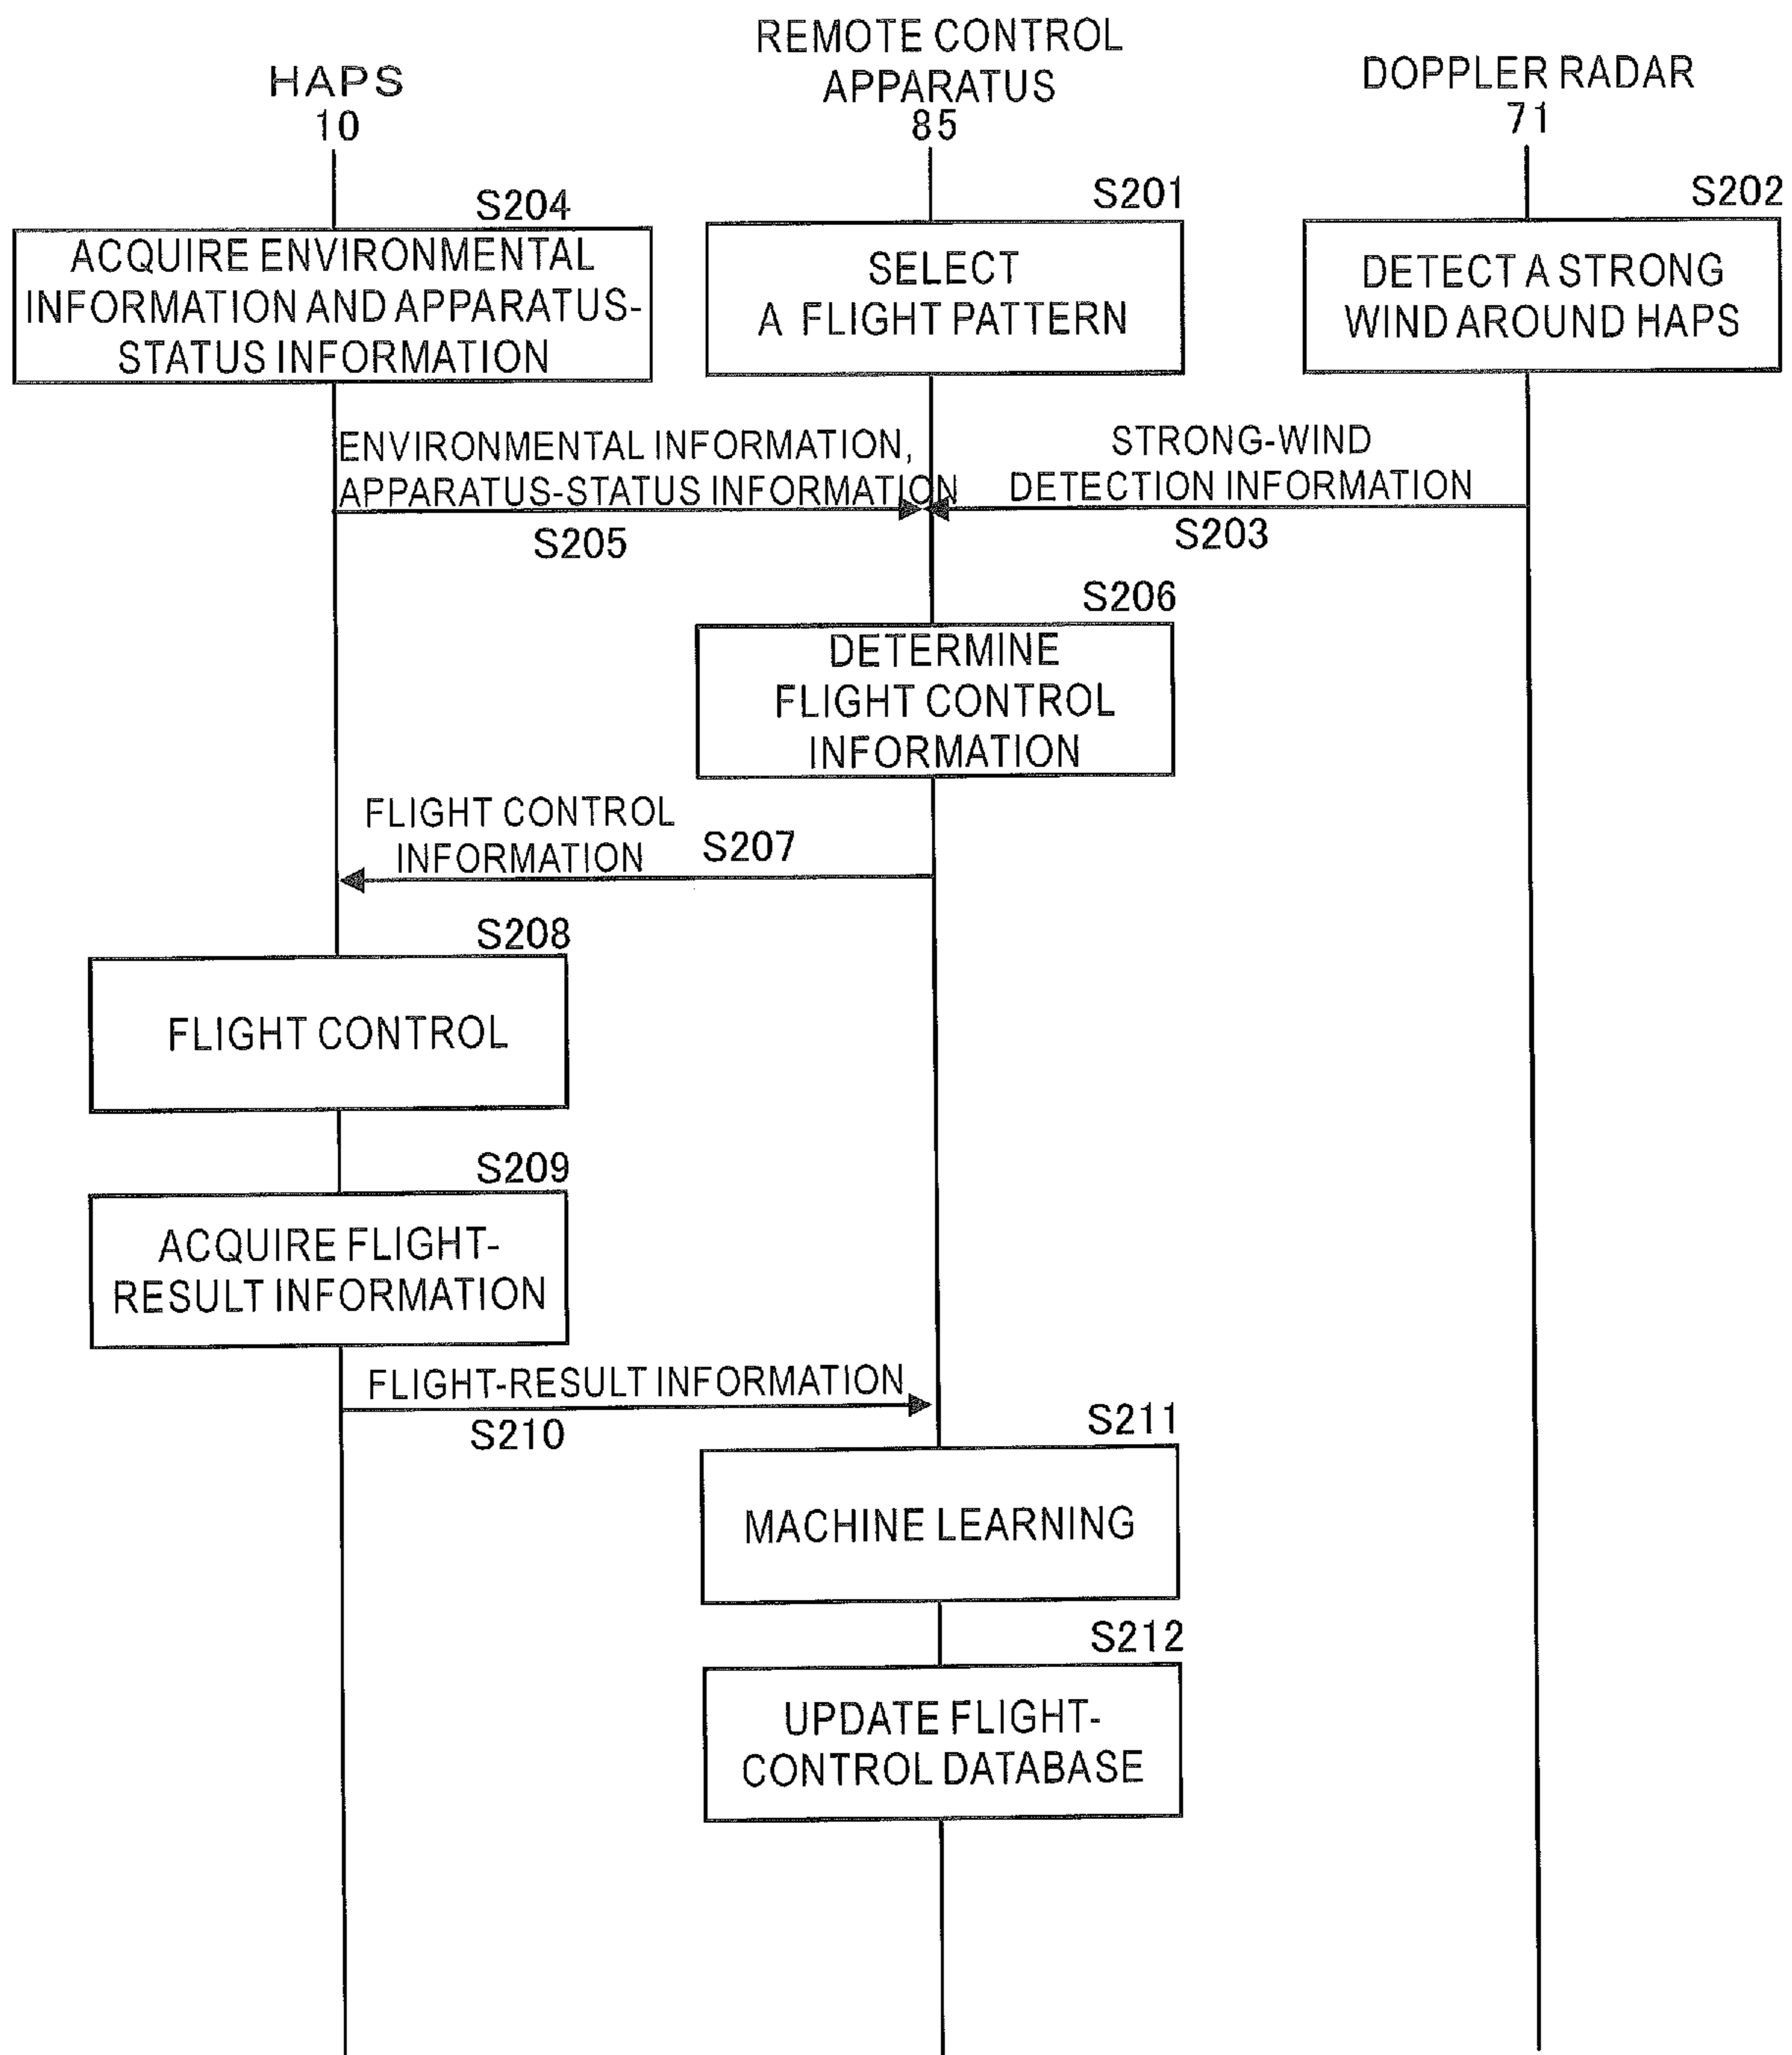 HAPS
10
REMOTE CONTROL
APPARATUS
85
DOPPLER RADAR
71
S204
ACQUIRE ENVIRONMENTAL
INFORMATION AND APPARATUS-
STATUS INFORMATION
S201
SELECT
A FLIGHT PATTERN
S202
DETECT A STRONG
WIND AROUND HAPS
ENVIRONMENTAL INFORMATION,
APPARATUS-STATUS INFORMATION
S205
STRONG-WIND
DETECTION INFORMATION
S203
S206
DETERMINE
FLIGHT CONTROL
INFORMATION
FLIGHT CONTROL
INFORMATION
S207
S208
FLIGHT CONTROL
S209
ACQUIRE FLIGHT-
RESULT INFORMATION
FLIGHT-RESULT INFORMATION
S210
S211
MACHINE LEARNING
S212
UPDATE FLIGHT-
CONTROL DATABASE